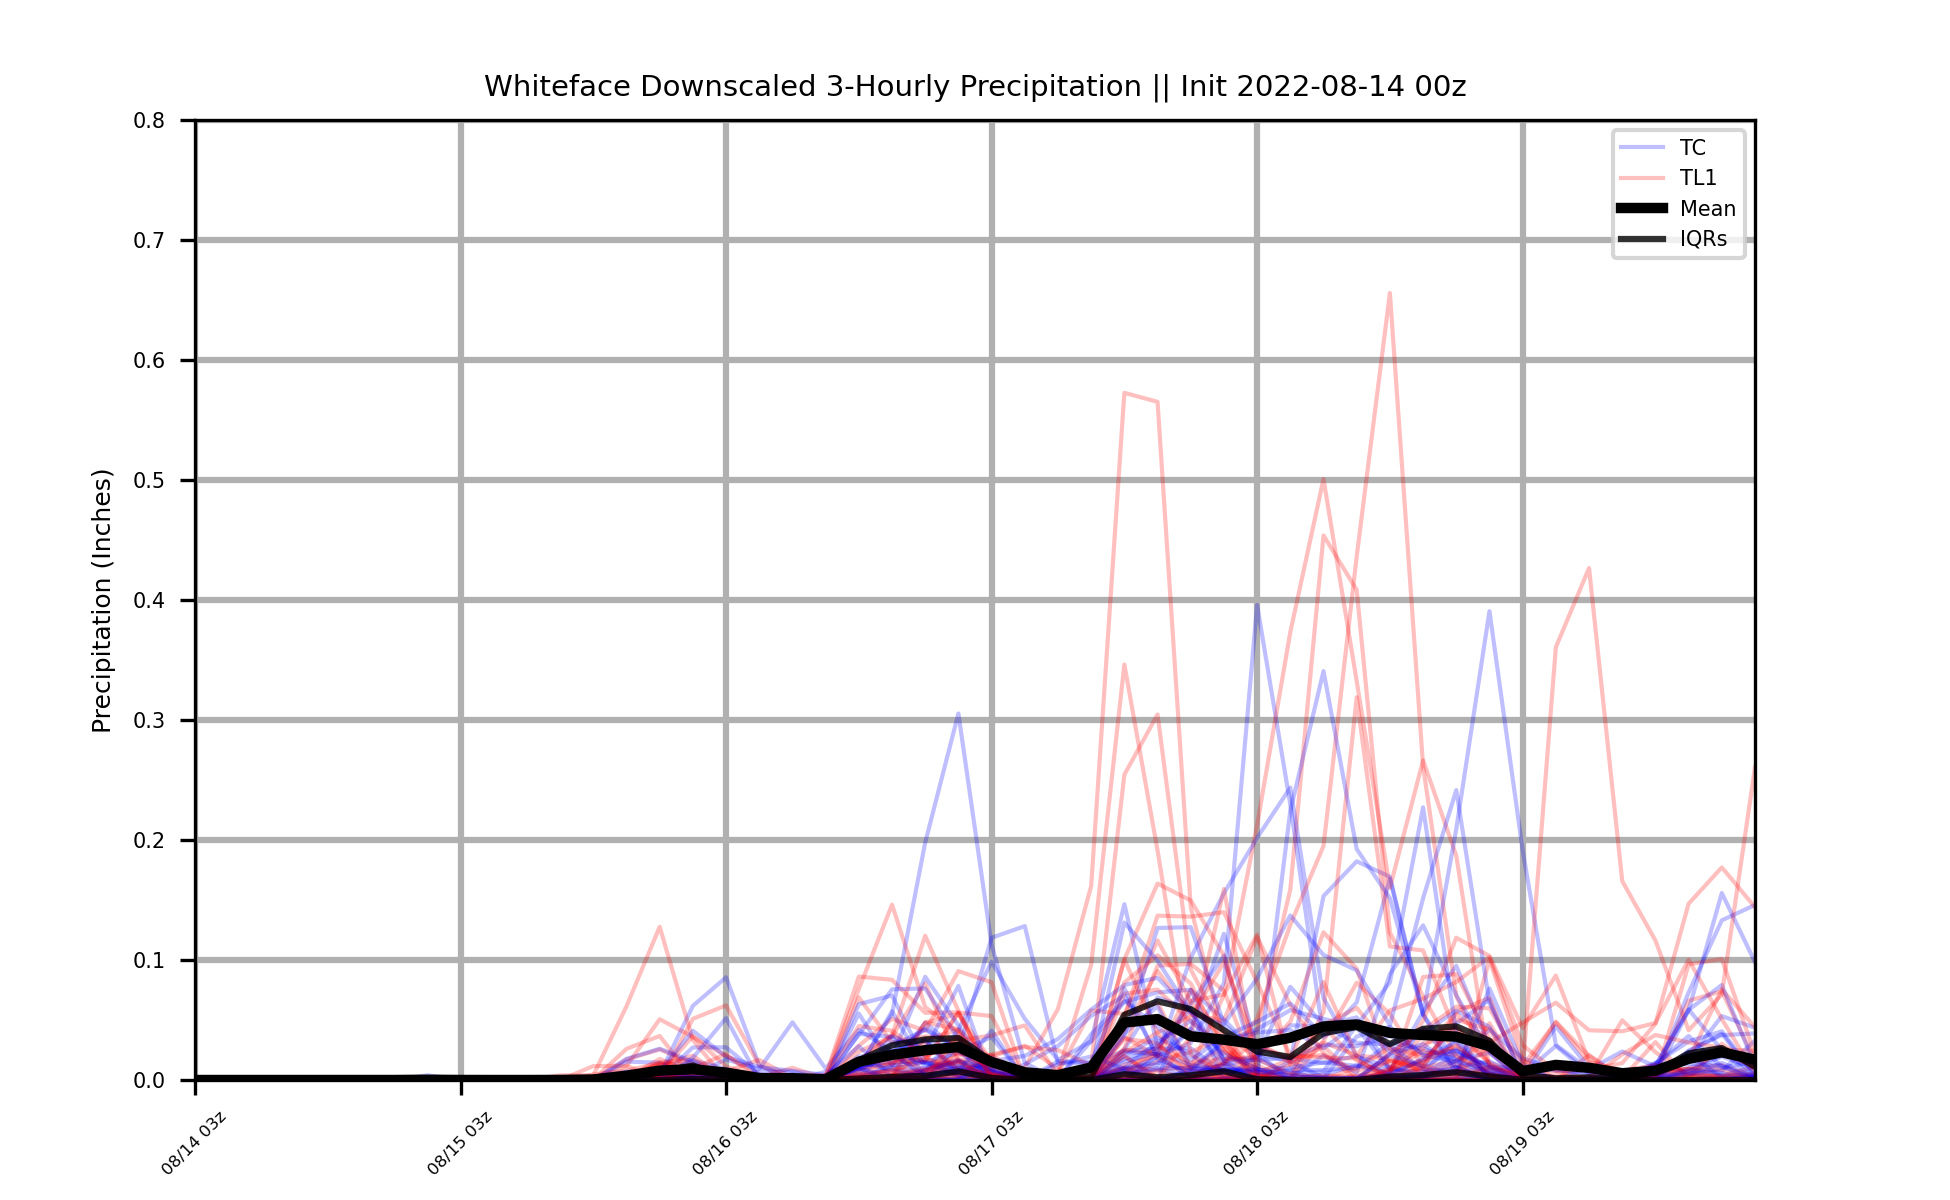 Whiteface Downscaled 3-Hourly Precipitation || Init 2022-08-14 00z
TC
TL1
Mean
IQRs
Precipitation (Inches)
0.8
0.7
0.6
0.5
0.4
0.3
0.2
0.1
0.0
08/14 03z
08/15 03z
08/16 03z
08/17 03z
08/18 03z
08/19 03z